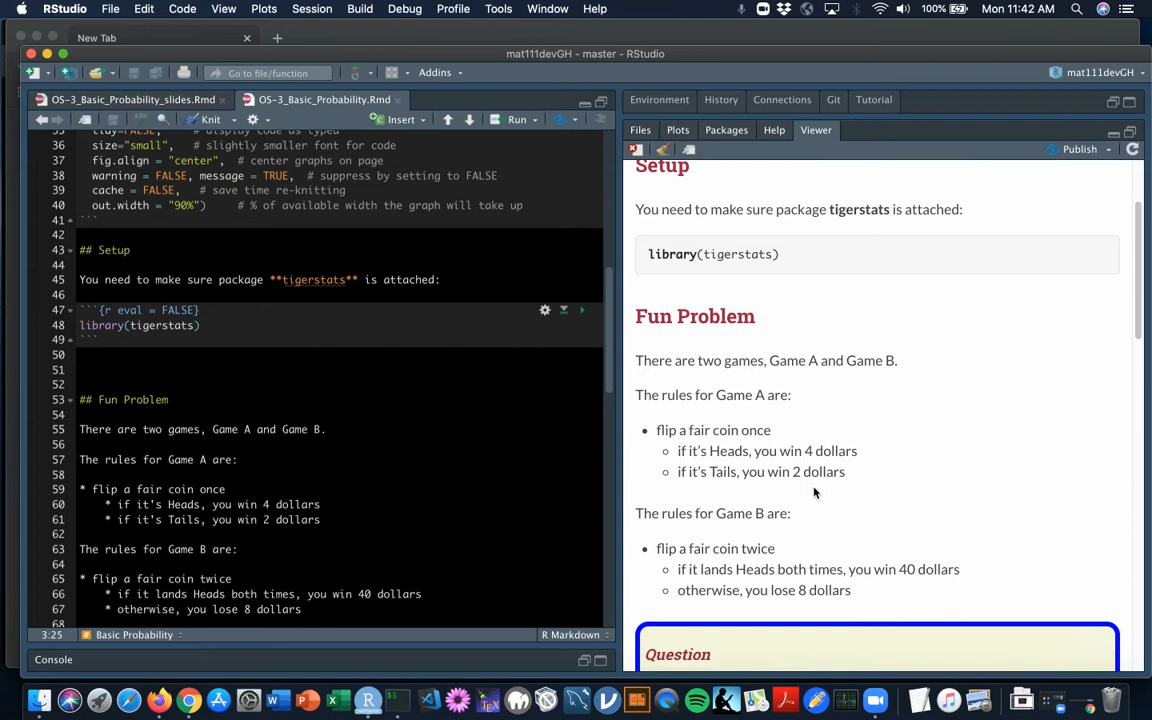 RStudio File Edit Code View Plots Session Build Debug Profile Tools Window Help 100% Mon 11:42 AM
New Tab
mat111devGH - master - RStudio
Go to file/function Addins mat111devGH
OS-3_Basic_Probability_slides.Rmd OS-3_Basic_Probability.Rmd
Environment History Connections Git Tutorial
Knit Insert Run
Files Plots Packages Help Viewer
Publish
35 tidy=FALSE, # display code as typed
36 size="small", # slightly smaller font for code
37 fig.align = "center", # center graphs on page
38 warning = FALSE, message = TRUE, # suppress by setting to FALSE
39 cache = FALSE, # save time re-knitting
40 out.width = "90%") # % of available width the graph will take up
41 ```
42
43 ## Setup
44
45 You need to make sure package **tigerstats** is attached:
46
47 ```{r eval = FALSE}
48 library(tigerstats)
49 ```
50
51
52
53 ## Fun Problem
54
55 There are two games, Game A and Game B.
56
57 The rules for Game A are:
58
59 * flip a fair coin once
60 * if it's Heads, you win 4 dollars
61 * if it's Tails, you win 2 dollars
62
63 The rules for Game B are:
64
65 * flip a fair coin twice
66 * if it lands Heads both times, you win 40 dollars
67 * otherwise, you lose 8 dollars
68
3:25 # Basic Probability R Markdown
Console
Setup
You need to make sure package tigerstats is attached:
library(tigerstats)
Fun Problem
There are two games, Game A and Game B.
The rules for Game A are:
• flip a fair coin once
◦ if it's Heads, you win 4 dollars
◦ if it's Tails, you win 2 dollars
The rules for Game B are:
• flip a fair coin twice
◦ if it lands Heads both times, you win 40 dollars
◦ otherwise, you lose 8 dollars
Question